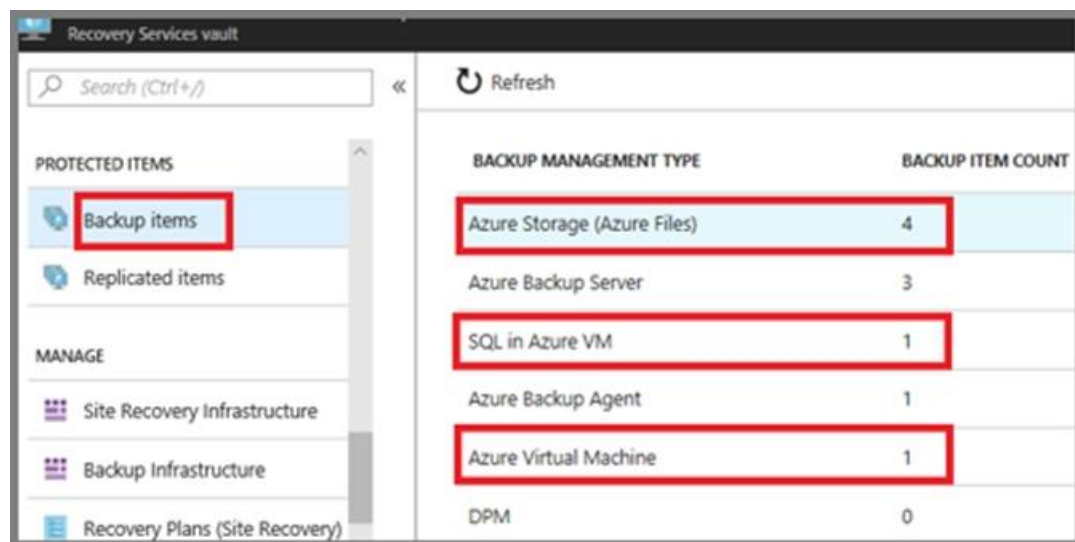 Recovery Services vault
Search (Ctrl+/)
«
Refresh
PROTECTED ITEMS
Backup items
Replicated items
MANAGE
Site Recovery Infrastructure
Backup Infrastructure
Recovery Plans (Site Recovery)
BACKUP MANAGEMENT TYPE BACKUP ITEM COUNT
Azure Storage (Azure Files) 4
Azure Backup Server 3
SQL in Azure VM 1
Azure Backup Agent 1
Azure Virtual Machine 1
DPM 0